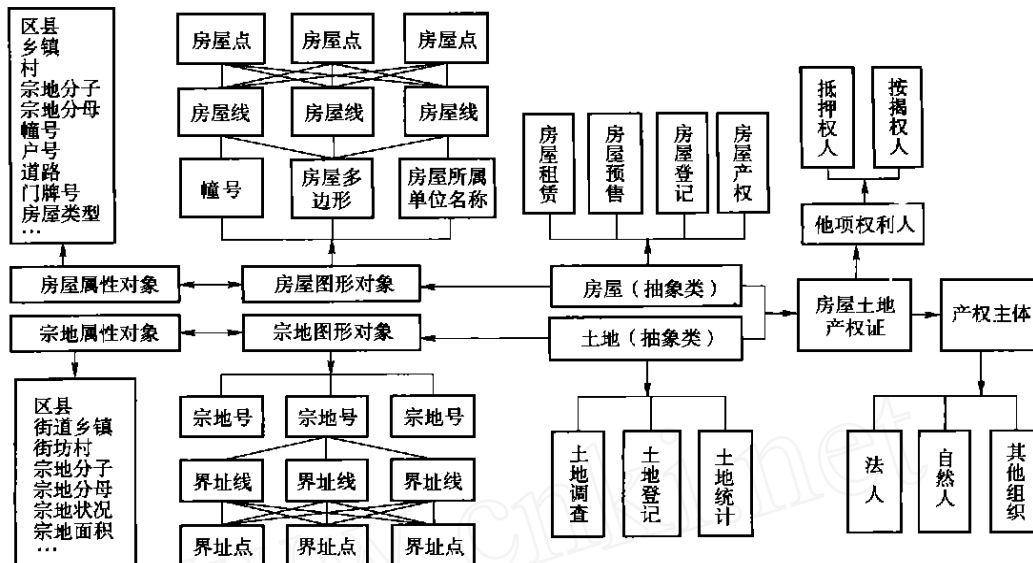 区县
乡镇
村
宗地分子
宗地分母
幢号
户号
道路
门牌号
房屋类型
…
房屋点
房屋点
房屋点
房屋线
房屋线
房屋线
幢号
房屋多
边形
房屋所属
单位名称
房屋租赁
房屋预售
房屋登记
房屋产权
抵押权人
按揭权人
他项权利人
房屋属性对象
房屋图形对象
房屋（抽象类）
宗地属性对象
宗地图形对象
土地（抽象类）
房屋土地
产权证
产权主体
区县
街道乡镇
街坊村
宗地分子
宗地分母
宗地状况
宗地面积
…
宗地号
宗地号
宗地号
界址线
界址线
界址线
界址点
界址点
界址点
土地调查
土地登记
土地统计
法人
自然人
其他组织